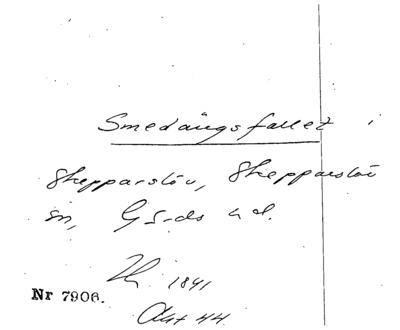 Smedängsfallet i
Skepparslöv, Skepparslöv
sn, G-ds hd.
1841
Nr 7906.
Akt 44.